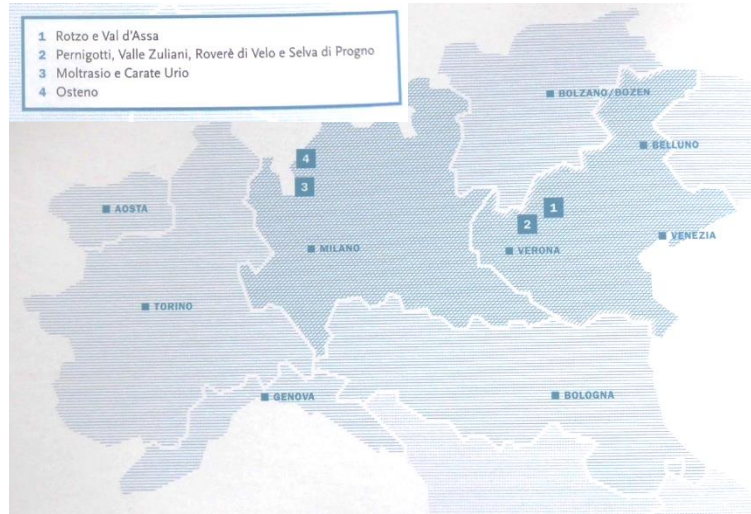 1 Rotzo e Val d'Assa
2 Pernigotti, Valle Zuliani, Roverè di Velo e Selva di Progno
3 Moltrasio e Carate Urio
4 Osteno
BOLZANO/BOZEN
BELLUNO
4
3
1
AOSTA
2
VENEZIA
MILANO
VERONA
TORINO
GENOVA
BOLOGNA